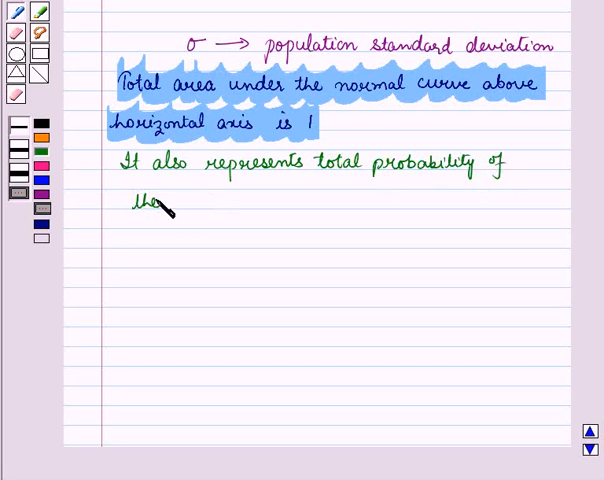 σ → population standard deviation
Total area under the normal curve above
horizontal axis is 1
It also represents total probability of
the